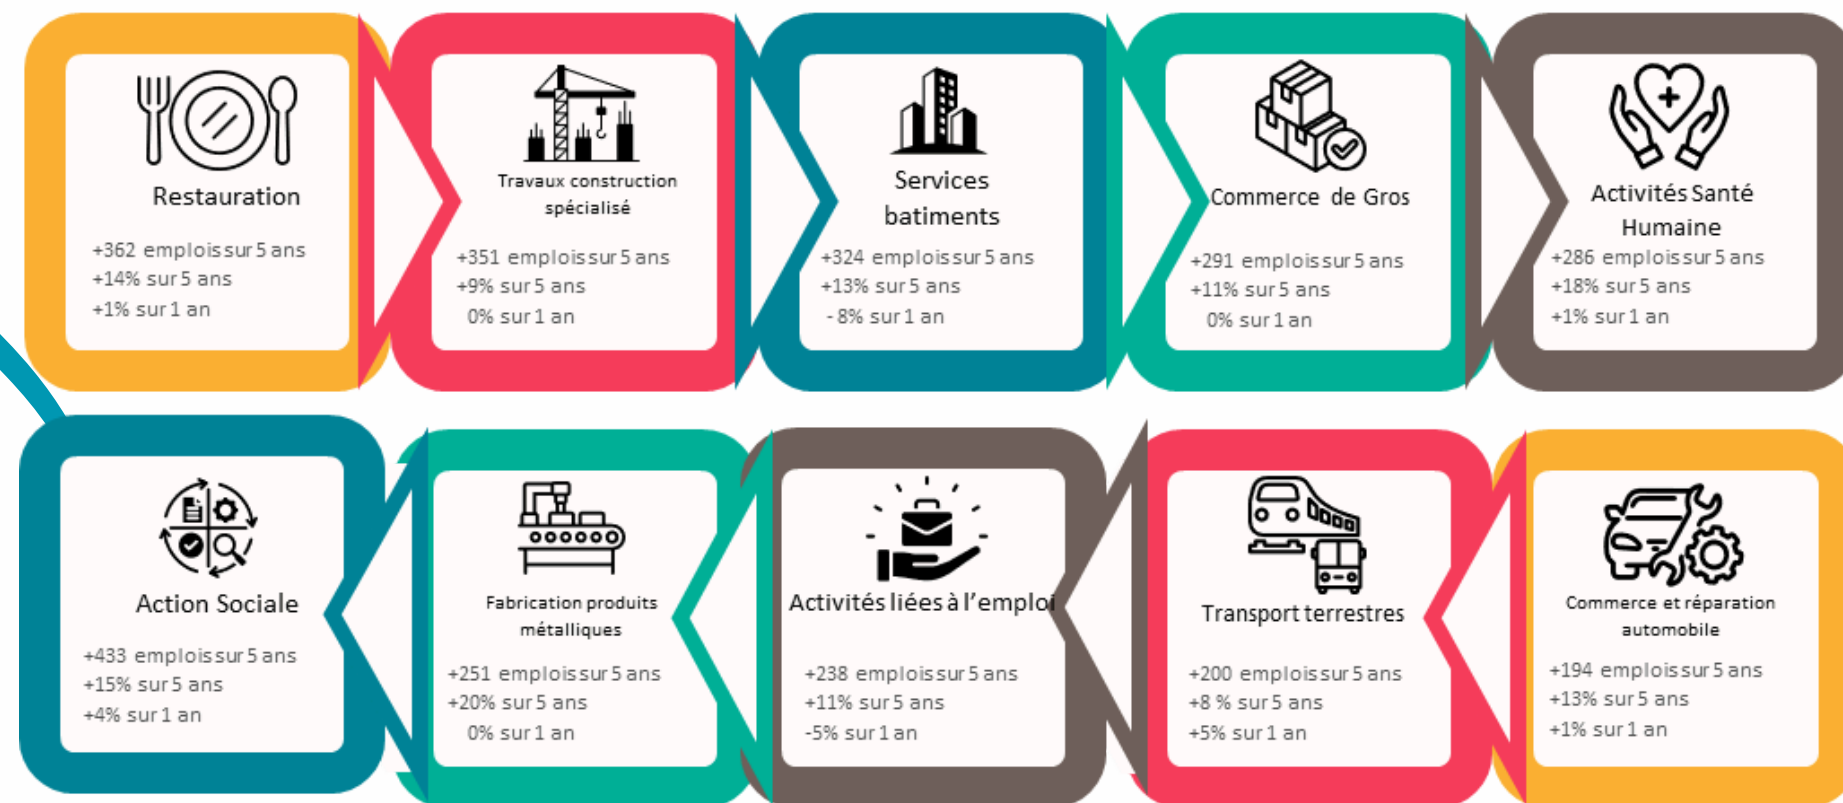 Restauration
+362 emplois sur 5 ans
+14% sur 5 ans
+1% sur 1 an
Travaux construction
spécialisé
+351 emplois sur 5 ans
+9% sur 5 ans
0% sur 1 an
Services
batiments
+324 emplois sur 5 ans
+13% sur 5 ans
- 8% sur 1 an
Commerce de Gros
+291 emplois sur 5 ans
+11% sur 5 ans
0% sur 1 an
Activités Santé
Humaine
+286 emplois sur 5 ans
+18% sur 5 ans
+1% sur 1 an
Action Sociale
+433 emplois sur 5 ans
+15% sur 5 ans
+4% sur 1 an
Fabrication produits
métalliques
+251 emplois sur 5 ans
+20% sur 5 ans
0% sur 1 an
Activités liées à l’emploi
+238 emplois sur 5 ans
+11% sur 5 ans
-5% sur 1 an
Transport terrestres
+200 emplois sur 5 ans
+8 % sur 5 ans
+5% sur 1 an
Commerce et réparation
automobile
+194 emplois sur 5 ans
+13% sur 5 ans
+1% sur 1 an